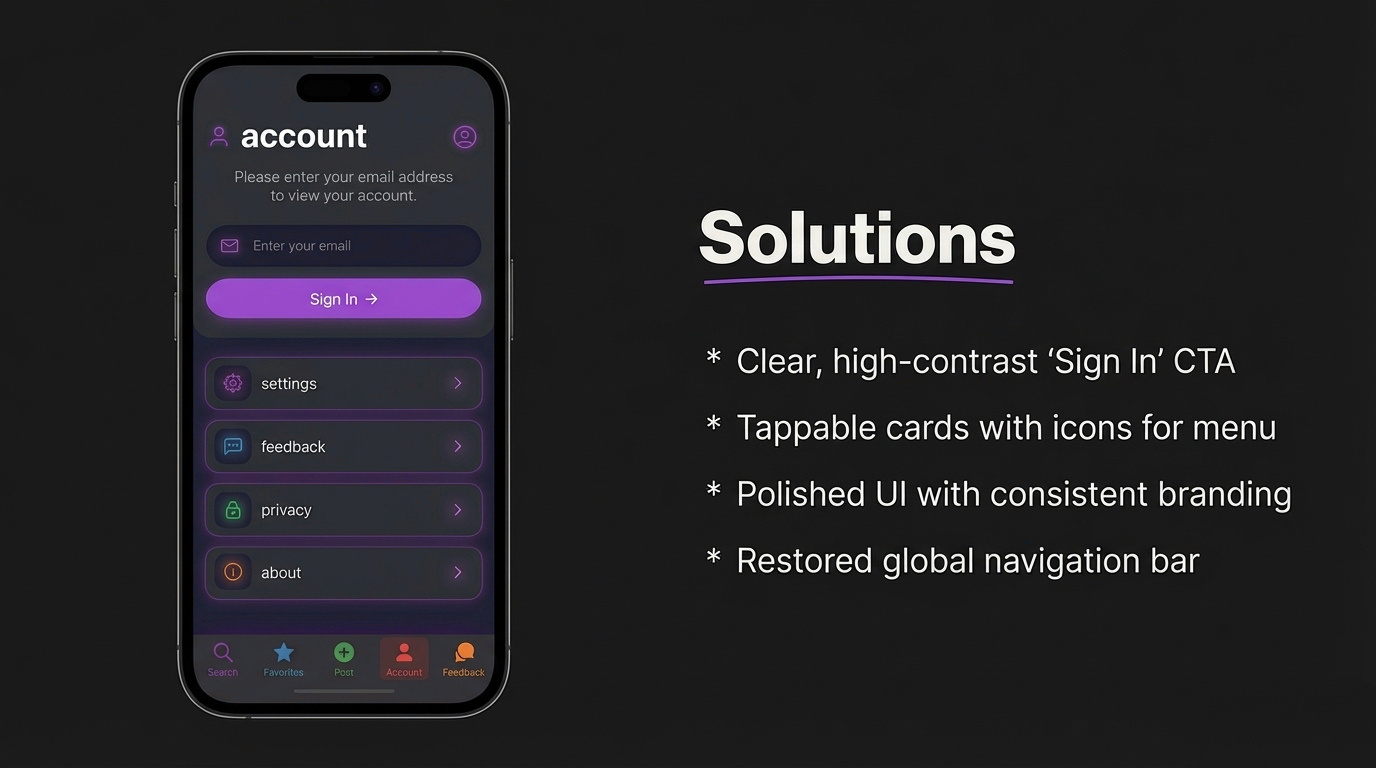 account
Please enter your email address
to view your account.
Enter your email
Sign In →
settings
feedback
privacy
about
Search Favorites Post Account Feedback
Solutions
* Clear, high-contrast ‘Sign In’ CTA
* Tappable cards with icons for menu
* Polished UI with consistent branding
* Restored global navigation bar